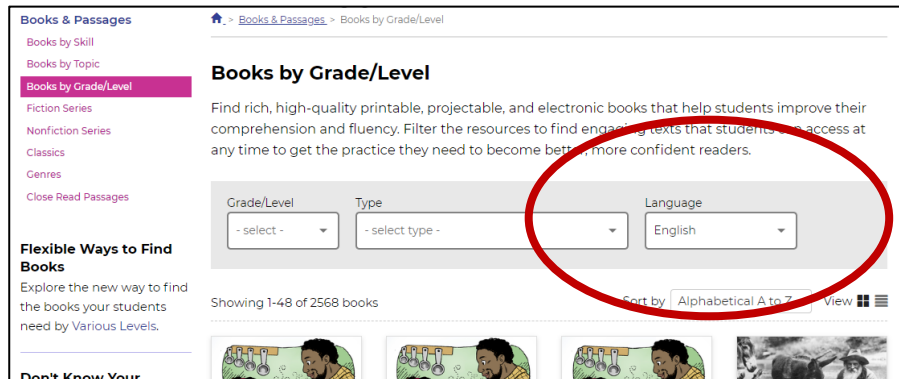 Books & Passages
Books by Skill
Books by Topic
Books by Grade/Level
Fiction Series
Nonfiction Series
Classics
Genres
Close Read Passages
Flexible Ways to Find
Books
Explore the new way to find
the books your students
need by Various Levels.
Don't Know Your
> Books & Passages > Books by Grade/Level
Books by Grade/Level
Find rich, high-quality printable, projectable, and electronic books that help students improve their
comprehension and fluency. Filter the resources to find engaging texts that students can access at
any time to get the practice they need to become better, more confident readers.
Grade/Level Type Language
- select - - select type - English
Showing 1-48 of 2568 books Sort by Alphabetical A to Z View